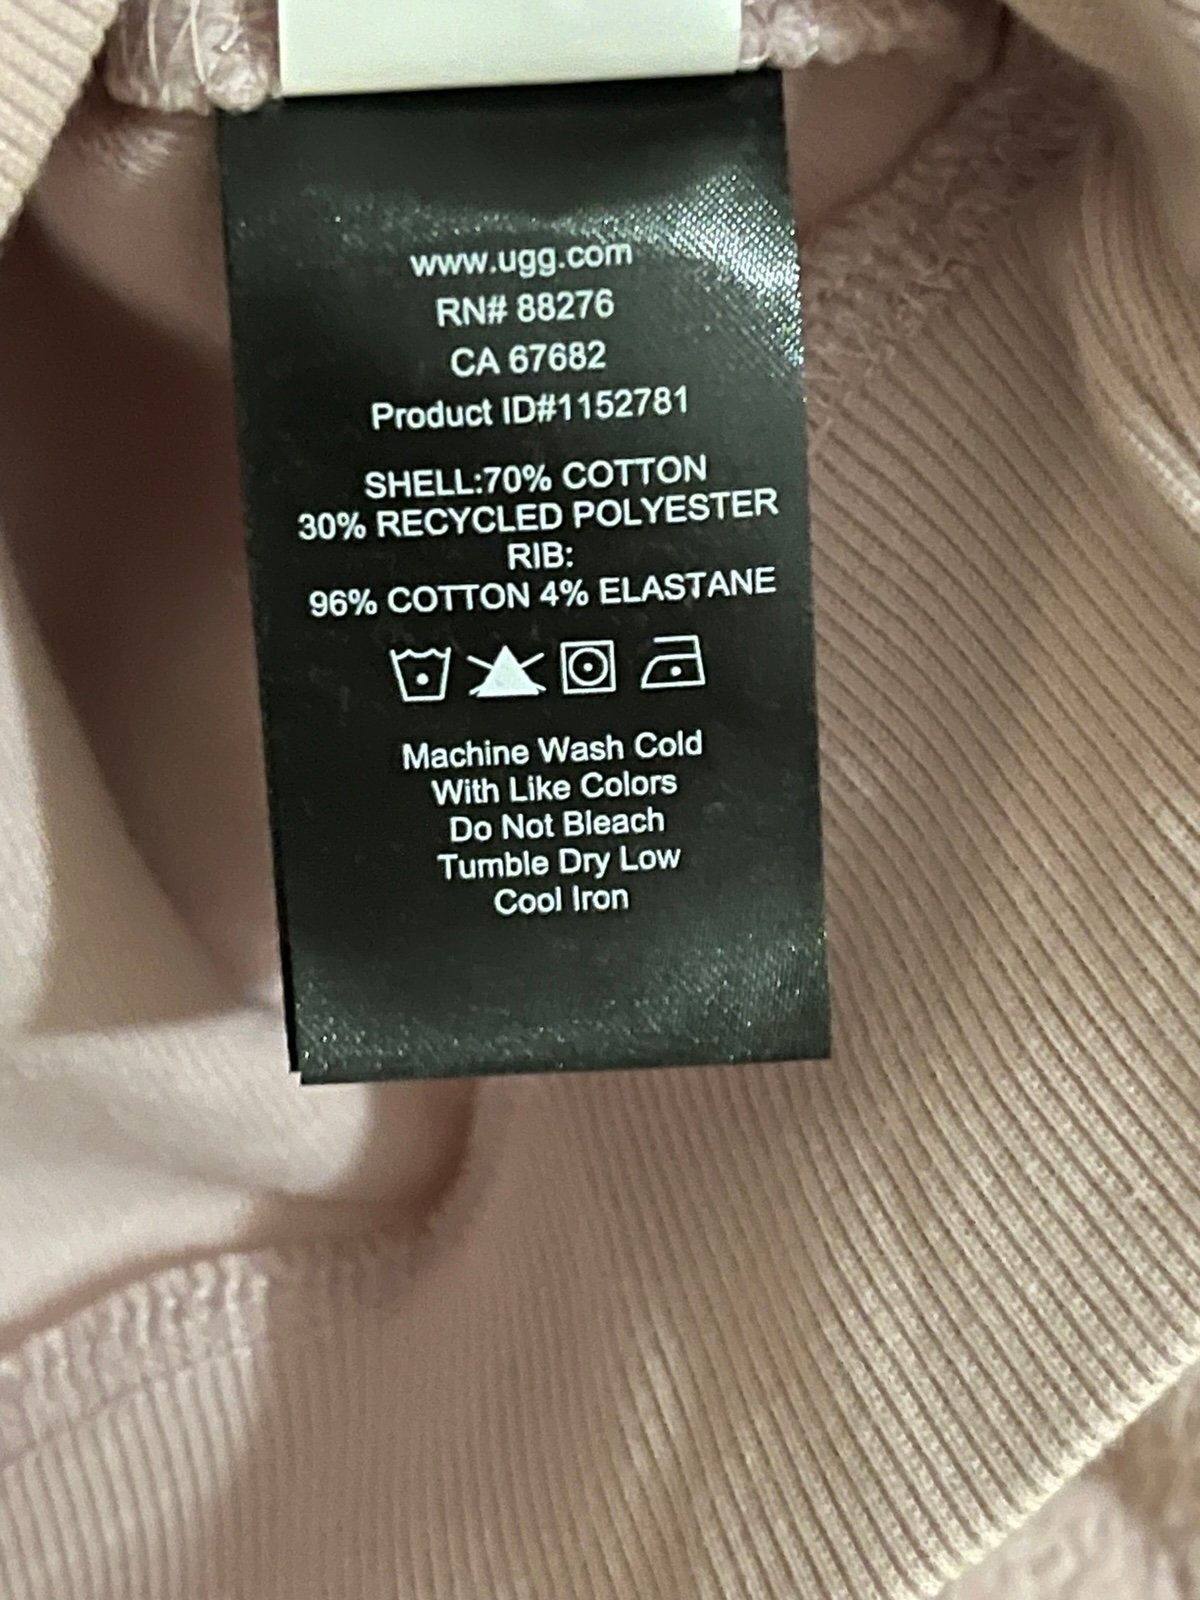 www.ugg.com
RN# 88276
CA 67682
Product ID#1152781
SHELL:70% COTTON
30% RECYCLED POLYESTER
RIB:
96% COTTON 4% ELASTANE
Machine Wash Cold
With Like Colors
Do Not Bleach
Tumble Dry Low
Cool Iron